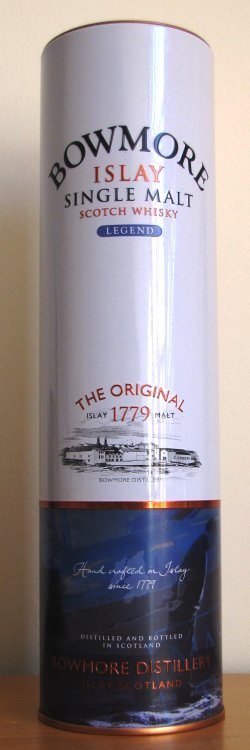 BOWMORE
ISLAY
SINGLE MALT
SCOTCH WHISKY
LEGEND
THE ORIGINAL
ISLAY 1779 MALT
BOWMORE DISTILLERY
Hand crafted on Islay
since 1779
DISTILLED AND BOTTLED
IN SCOTLAND
BOWMORE DISTILLERY
ISLAY SCOTLAND